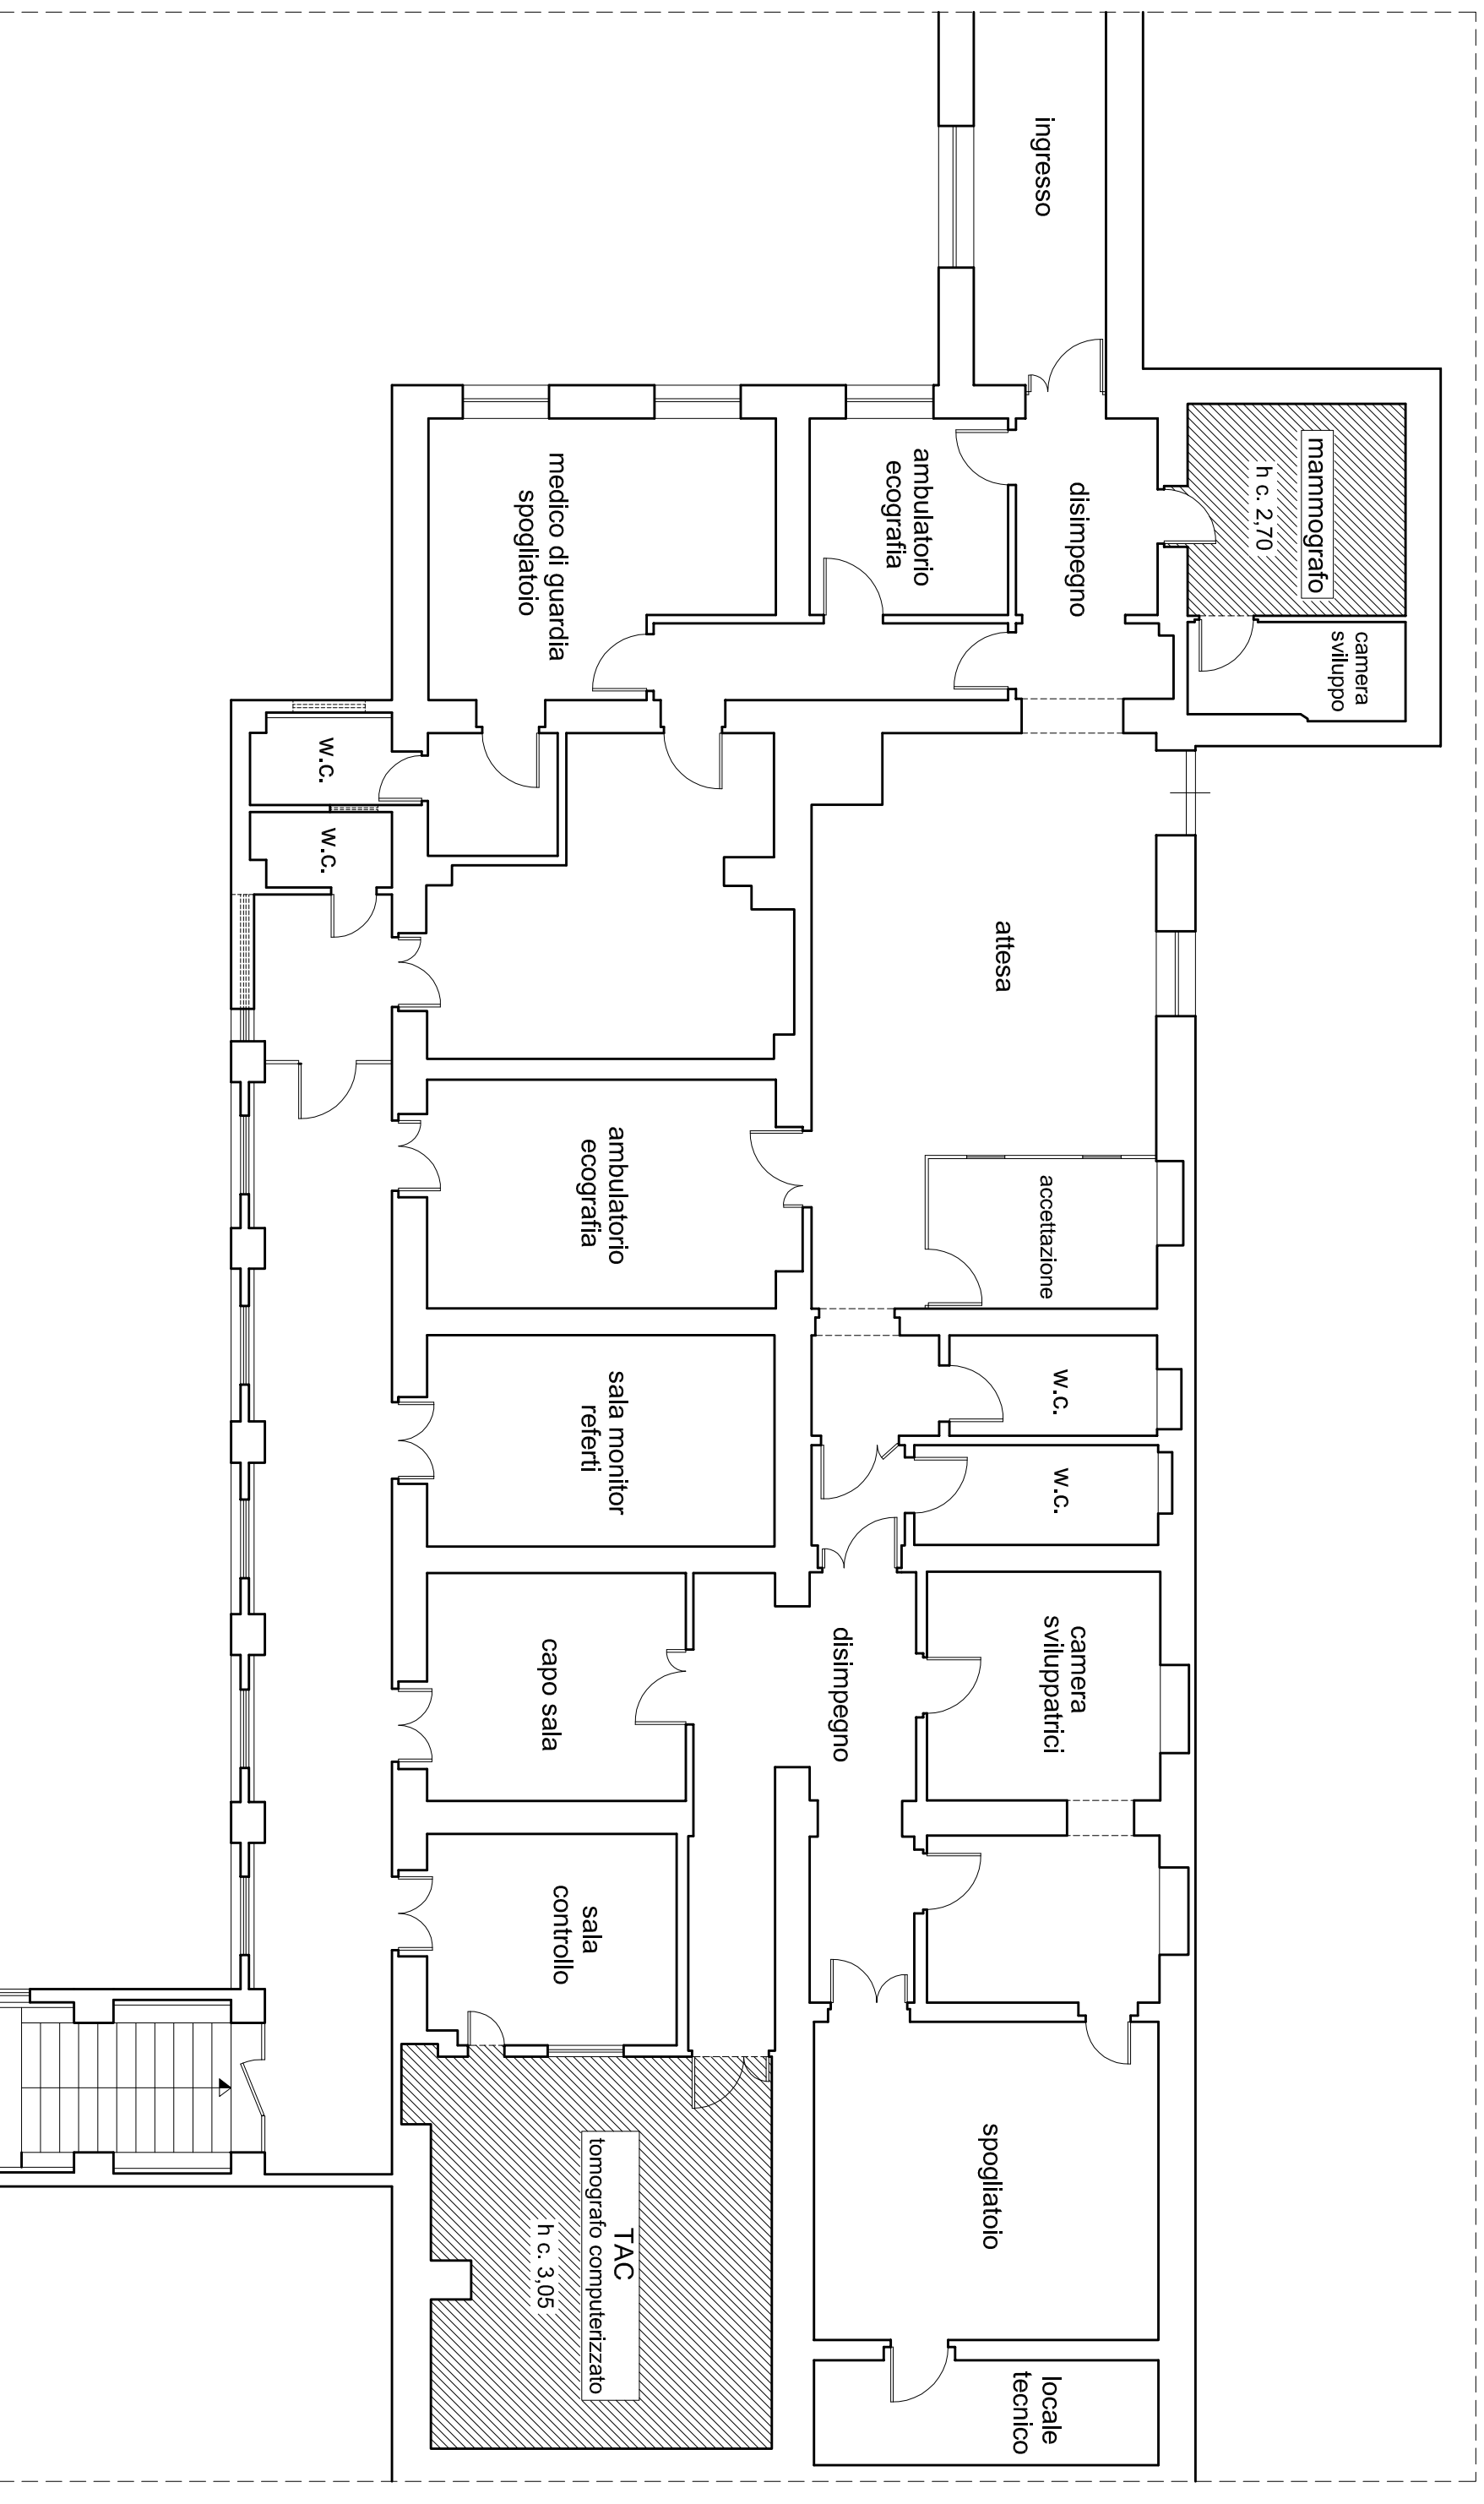 ingresso
mammografo
h c. 2,70
camera
sviluppo
disimpegno
ambulatorio
ecografia
medico di guardia
spogliatoio
w.c.
w.c.
attesa
accettazione
ambulatorio
ecografia
w.c.
w.c.
sala monitor
referti
camera
sviluppatrici
disimpegno
capo sala
sala
controllo
spogliatoio
TAC
tomografo computerizzato
h c. 3,05
locale
tecnico